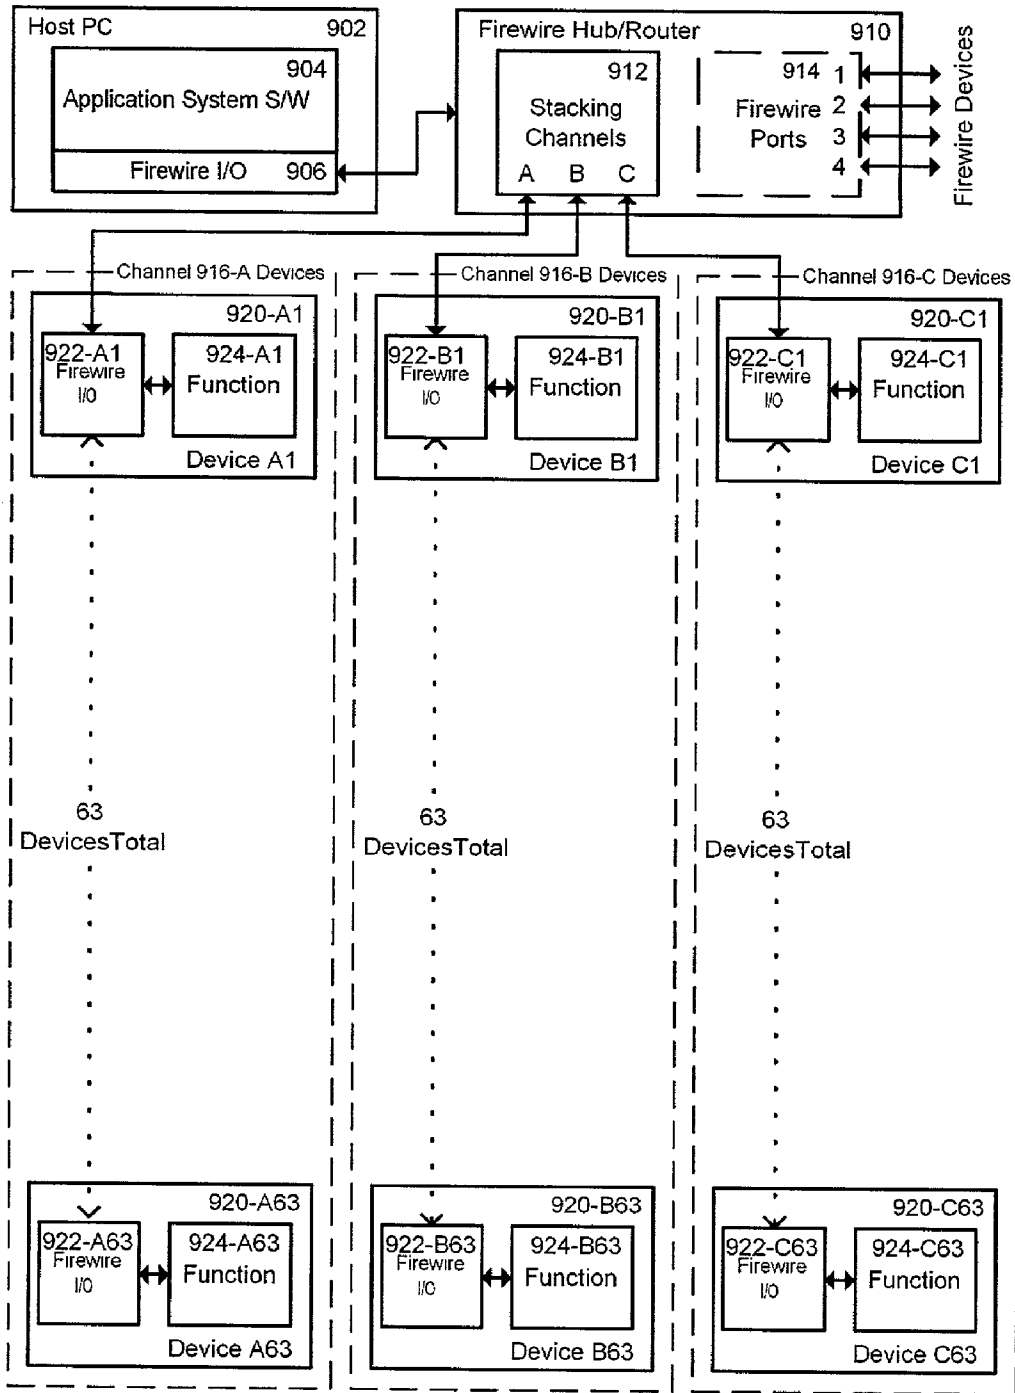 Host PC 902
904
Application System S/W
Firewire I/O 906
Firewire Hub/Router 910
912
Stacking
Channels
A B C
914 1
Firewire 2
Ports 3
4
Firewire Devices
Channel 916-A Devices
920-A1
922-A1
Firewire
I/O
924-A1
Function
Device A1
63
DevicesTotal
920-A63
922-A63
Firewire
I/O
924-A63
Function
Device A63
Channel 916-B Devices
920-B1
922-B1
Firewire
I/O
924-B1
Function
Device B1
63
DevicesTotal
920-B63
922-B63
Firewire
I/O
924-B63
Function
Device B63
Channel 916-C Devices
920-C1
922-C1
Firewire
I/O
924-C1
Function
Device C1
63
DevicesTotal
920-C63
922-C63
Firewire
I/O
924-C63
Function
Device C63